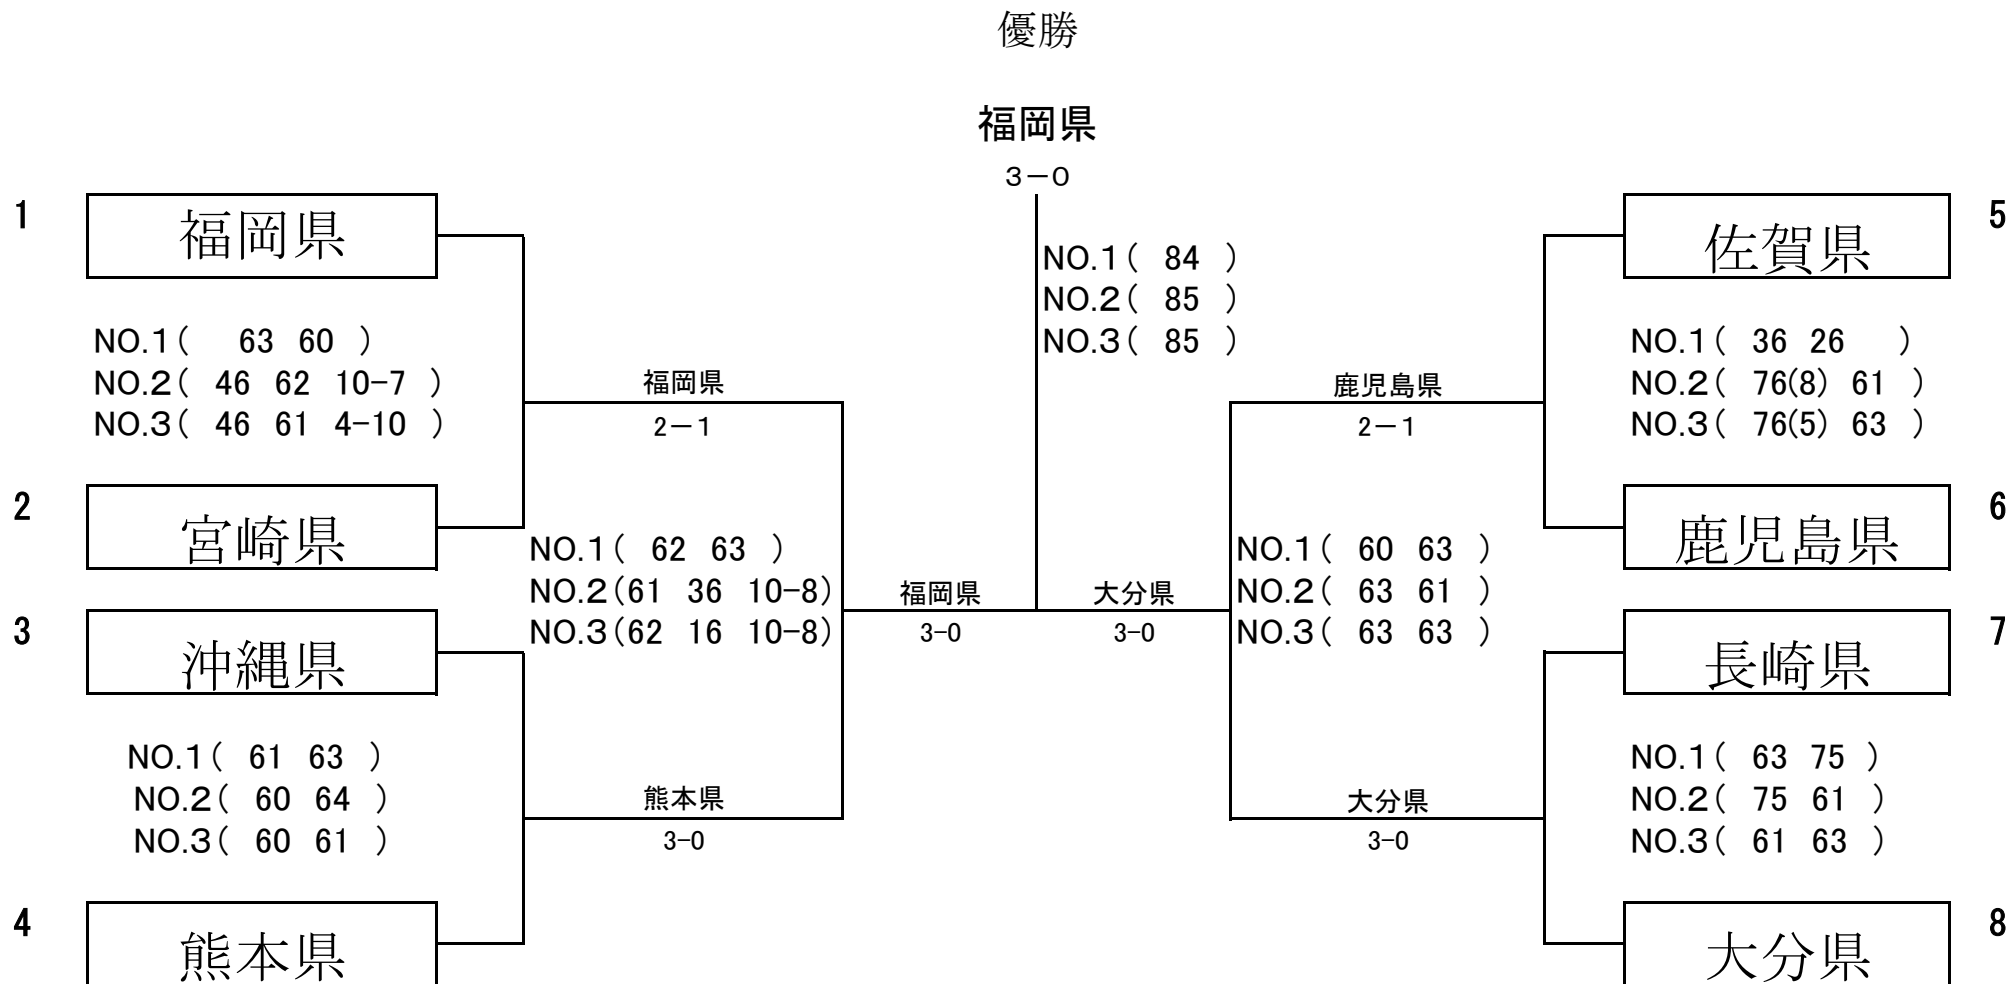 優勝
福岡県
3－0
1
福岡県
NO.1( 63 60 )
NO.2( 46 62 10-7 )
NO.3( 46 61 4-10 )
2
宮崎県
福岡県
2－1
3
沖縄県
NO.1( 61 63 )
NO.2( 60 64 )
NO.3( 60 61 )
4
熊本県
熊本県
3-0
NO.1( 62 63 )
NO.2(61 36 10-8)
NO.3(62 16 10-8)
福岡県
3-0
NO.1( 84 )
NO.2( 85 )
NO.3( 85 )
大分県
3-0
NO.1( 60 63 )
NO.2( 63 61 )
NO.3( 63 63 )
鹿児島県
2－1
5
佐賀県
NO.1( 36 26 )
NO.2( 76(8) 61 )
NO.3( 76(5) 63 )
6
鹿児島県
大分県
3-0
7
長崎県
NO.1( 63 75 )
NO.2( 75 61 )
NO.3( 61 63 )
8
大分県